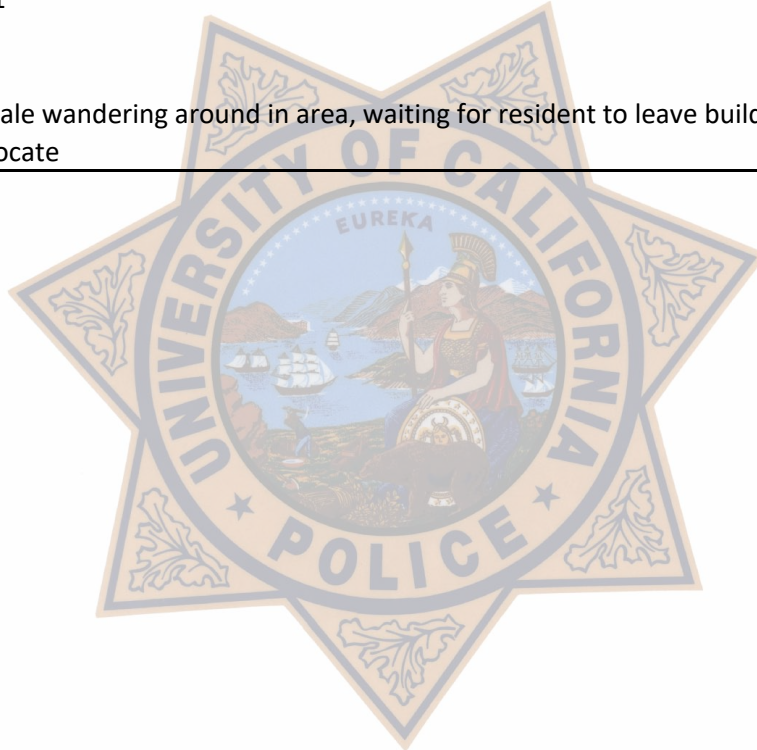 ale wandering around in area, waiting for resident to leave build
ocate
UNIVERSITY OF CALIFORNIA
EUREKA
POLICE